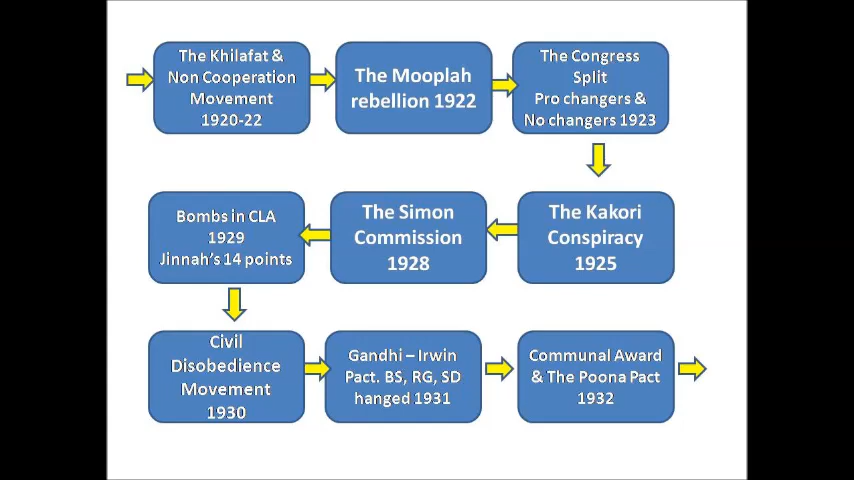 The Khilafat &
Non Cooperation
Movement
1920-22
The Mooplah
rebellion 1922
The Congress
Split
Pro changers &
No changers 1923
The Kakori
Conspiracy
1925
The Simon
Commission
1928
Bombs in CLA
1929
Jinnah's 14 points
Civil
Disobedience
Movement
1930
Gandhi – Irwin
Pact. BS, RG, SD
hanged 1931
Communal Award
& The Poona Pact
1932